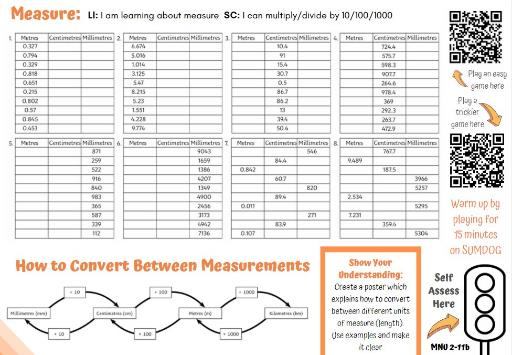 Measure: LI: I am learning about measure SC: I can multiply/divide by 10/100/1000
1. Metres Centimetres Millimetres 2. Metres Centimetres Millimetres 3. Metres Centimetres Millimetres 4. Metres Centimetres Millimetres
0.327 6.674 10.4 724.4
0.794 5.016 91 575.7
0.329 1.014 15.4 598.3
0.818 3.125 30.7 907.7
0.651 5.47 0.5 264.6
0.215 8.215 86.7 978.4
0.802 5.23 86.2 369
0.57 1.551 13 292.3
0.845 4.228 39.4 263.7
0.453 9.774 50.4 472.9
Play an easy
game here
Play a
trickier
game here
5. Metres Centimetres Millimetres 6. Metres Centimetres Millimetres 7. Metres Centimetres Millimetres 8. Metres Centimetres Millimetres
871 9043 546 767.7
259 1659 84.4 9.489
522 1386 0.842 187.5
916 4207 60.7 3966
840 1349 820 5257
983 4900 89.4 2.534
365 2456 0.011 5295
587 3173 271 7.231
339 4942 83.9 359.4
112 7136 0.107 5304
Warm up by
playing for
15 minutes
on SUMDOG
How to Convert Between Measurements
÷ 10 ÷ 100 ÷ 1000
Millimetres (mm) Centimetres (cm) Metres (m) Kilometres (km)
× 10 × 100 × 1000
Show Your
Understanding:
Create a poster which
explains how to convert
between different units
of measure (length).
Use examples and make
it clear
Self
Assess
Here
MNU 2-11b